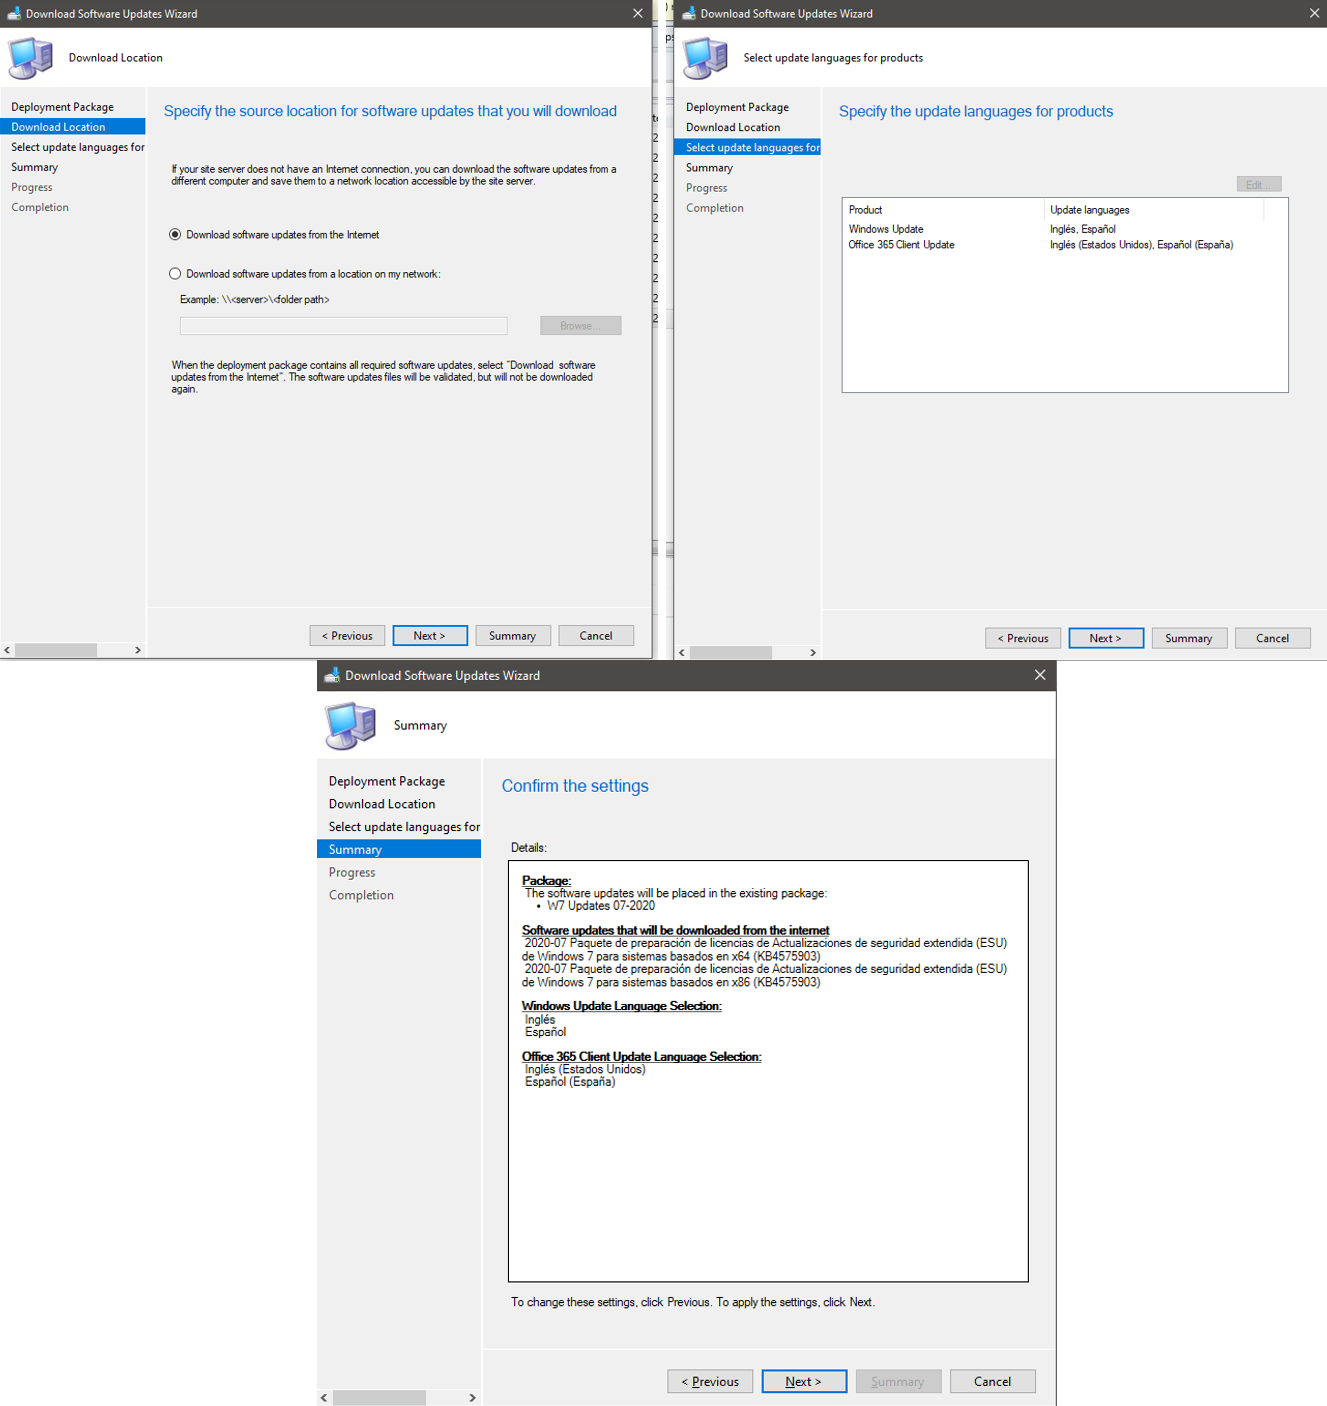 Download Software Updates Wizard
Download Location
Deployment Package
Download Location
Select update languages for
Summary
Progress
Completion
Specify the source location for software updates that you will download
If your site server does not have an Internet connection, you can download the software updates from a
different computer and save them to a network location accessible by the site server.
Download software updates from the Internet
Download software updates from a location on my network:
Example: \\<server>\<folder path>
Browse...
When the deployment package contains all required software updates, select "Download software
updates from the Internet". The software updates files will be validated, but will not be downloaded
again.
< Previous
Next >
Summary
Cancel
Download Software Updates Wizard
Select update languages for products
Deployment Package
Download Location
Select update languages for
Summary
Progress
Completion
Specify the update languages for products
Edit...
Product Update languages
Windows Update Inglés, Español
Office 365 Client Update Inglés (Estados Unidos), Español (España)
< Previous
Next >
Summary
Cancel
Download Software Updates Wizard
Summary
Deployment Package
Download Location
Select update languages for
Summary
Progress
Completion
Confirm the settings
Details:
Package:
The software updates will be placed in the existing package:
• W7 Updates 07-2020
Software updates that will be downloaded from the internet
2020-07 Paquete de preparación de licencias de Actualizaciones de seguridad extendida (ESU)
de Windows 7 para sistemas basados en x64 (KB4575903)
2020-07 Paquete de preparación de licencias de Actualizaciones de seguridad extendida (ESU)
de Windows 7 para sistemas basados en x86 (KB4575903)
Windows Update Language Selection:
Inglés
Español
Office 365 Client Update Language Selection:
Inglés (Estados Unidos)
Español (España)
To change these settings, click Previous. To apply the settings, click Next.
< Previous
Next >
Summary
Cancel